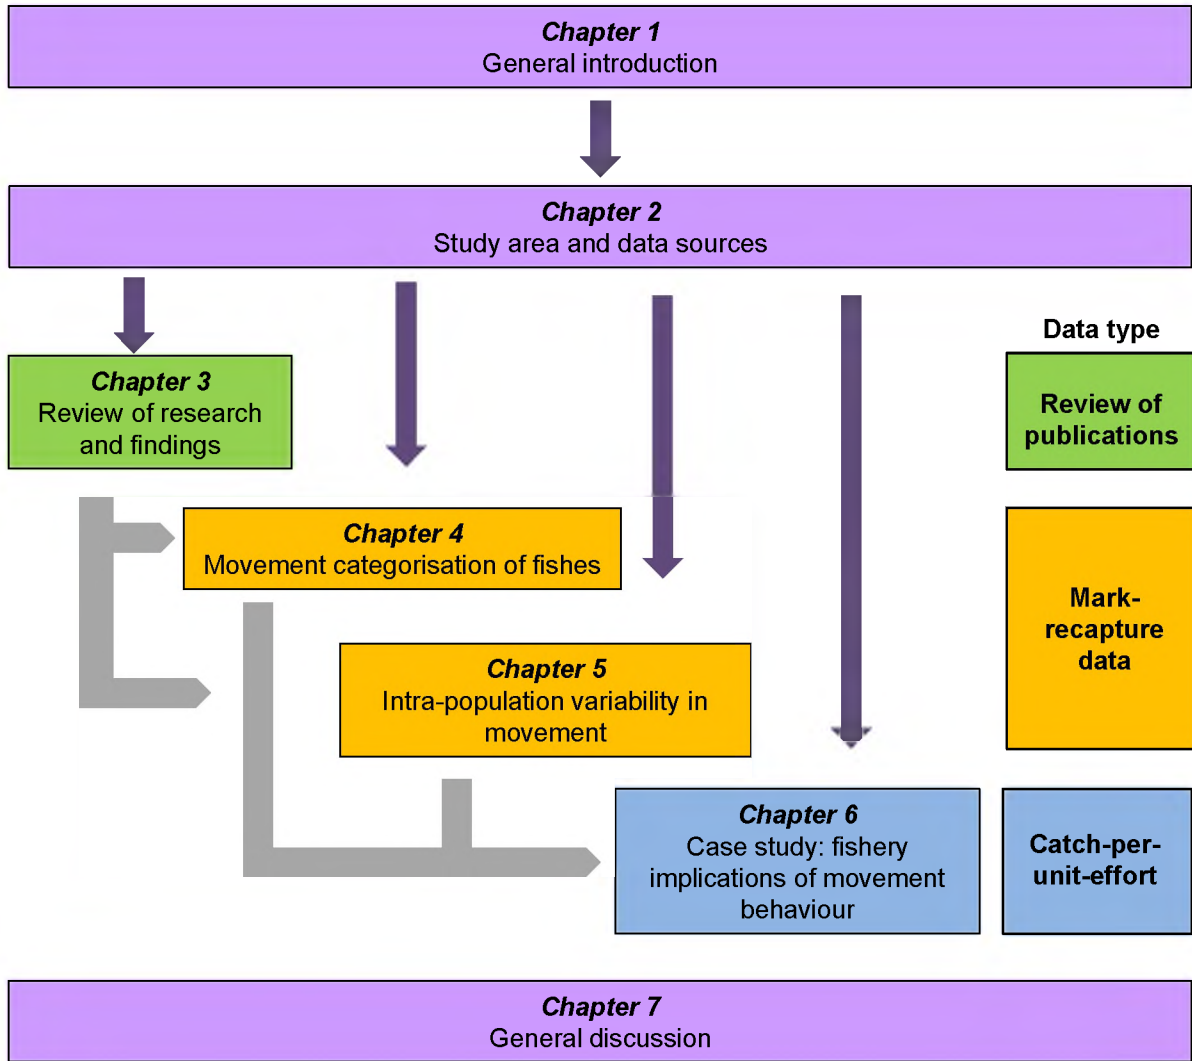 Chapter 1
General introduction
Chapter 2
Study area and data sources
Data type
Chapter 3
Review of research
and findings
Review of
publications
Chapter 4
Movement categorisation of fishes
Mark-
recapture
data
Chapter 5
Intra-population variability in
movement
Chapter 6
Case study: fishery
implications of movement
behaviour
Catch-per-
unit-effort
Chapter 7
General discussion